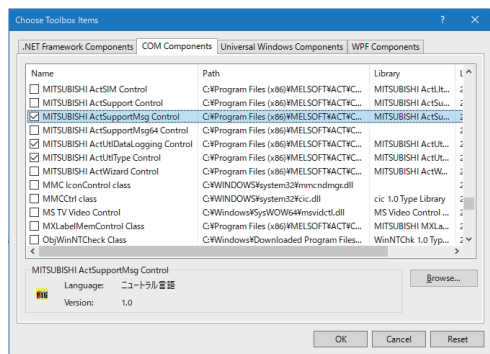 Choose Toolbox Items
.NET Framework Components COM Components Universal Windows Components WPF Components
Name Path Library
MITSUBISHI ActSIM Control C:¥Program Files (x86)¥MELSOFT¥ACT¥C... MITSUBISHI ActLlt...
MITSUBISHI ActSupport Control C:¥Program Files (x86)¥MELSOFT¥ACT¥C... MITSUBISHI ActSu...
MITSUBISHI ActSupportMsg Control C:¥Program Files (x86)¥MELSOFT¥ACT¥C... MITSUBISHI ActSu...
MITSUBISHI ActSupportMsg64 Control C:¥Program Files (x86)¥MELSOFT¥ACT¥C...
MITSUBISHI ActUtlDataLogging Control C:¥Program Files (x86)¥MELSOFT¥ACT¥C... MITSUBISHI ActUt...
MITSUBISHI ActUtlType Control C:¥Program Files (x86)¥MELSOFT¥ACT¥C... MITSUBISHI ActUt...
MITSUBISHI ActWizard Control C:¥Program Files (x86)¥MELSOFT¥ACT¥C... MITSUBISHI ActW...
MMC IconControl class C:¥WINDOWS¥system32¥mmcndmgr.dll
MMCCtrl class C:¥WINDOWS¥system32¥cic.dll cic 1.0 Type Library
MS TV Video Control C:¥Windows¥SysWOW64¥msvidctl.dll MS Video Control ...
MXLabelMemControl Class C:¥Program Files (x86)¥MELSOFT¥ACT¥C... MITSUBISHI MXLa...
ObjWinNTCheck Class C:¥Windows¥Downloaded Program Files... WinNTChk 1.0 Typ...
MITSUBISHI ActSupportMsg Control
Language: ニュートラル言語
Version: 1.0
Browse...
OK Cancel Reset